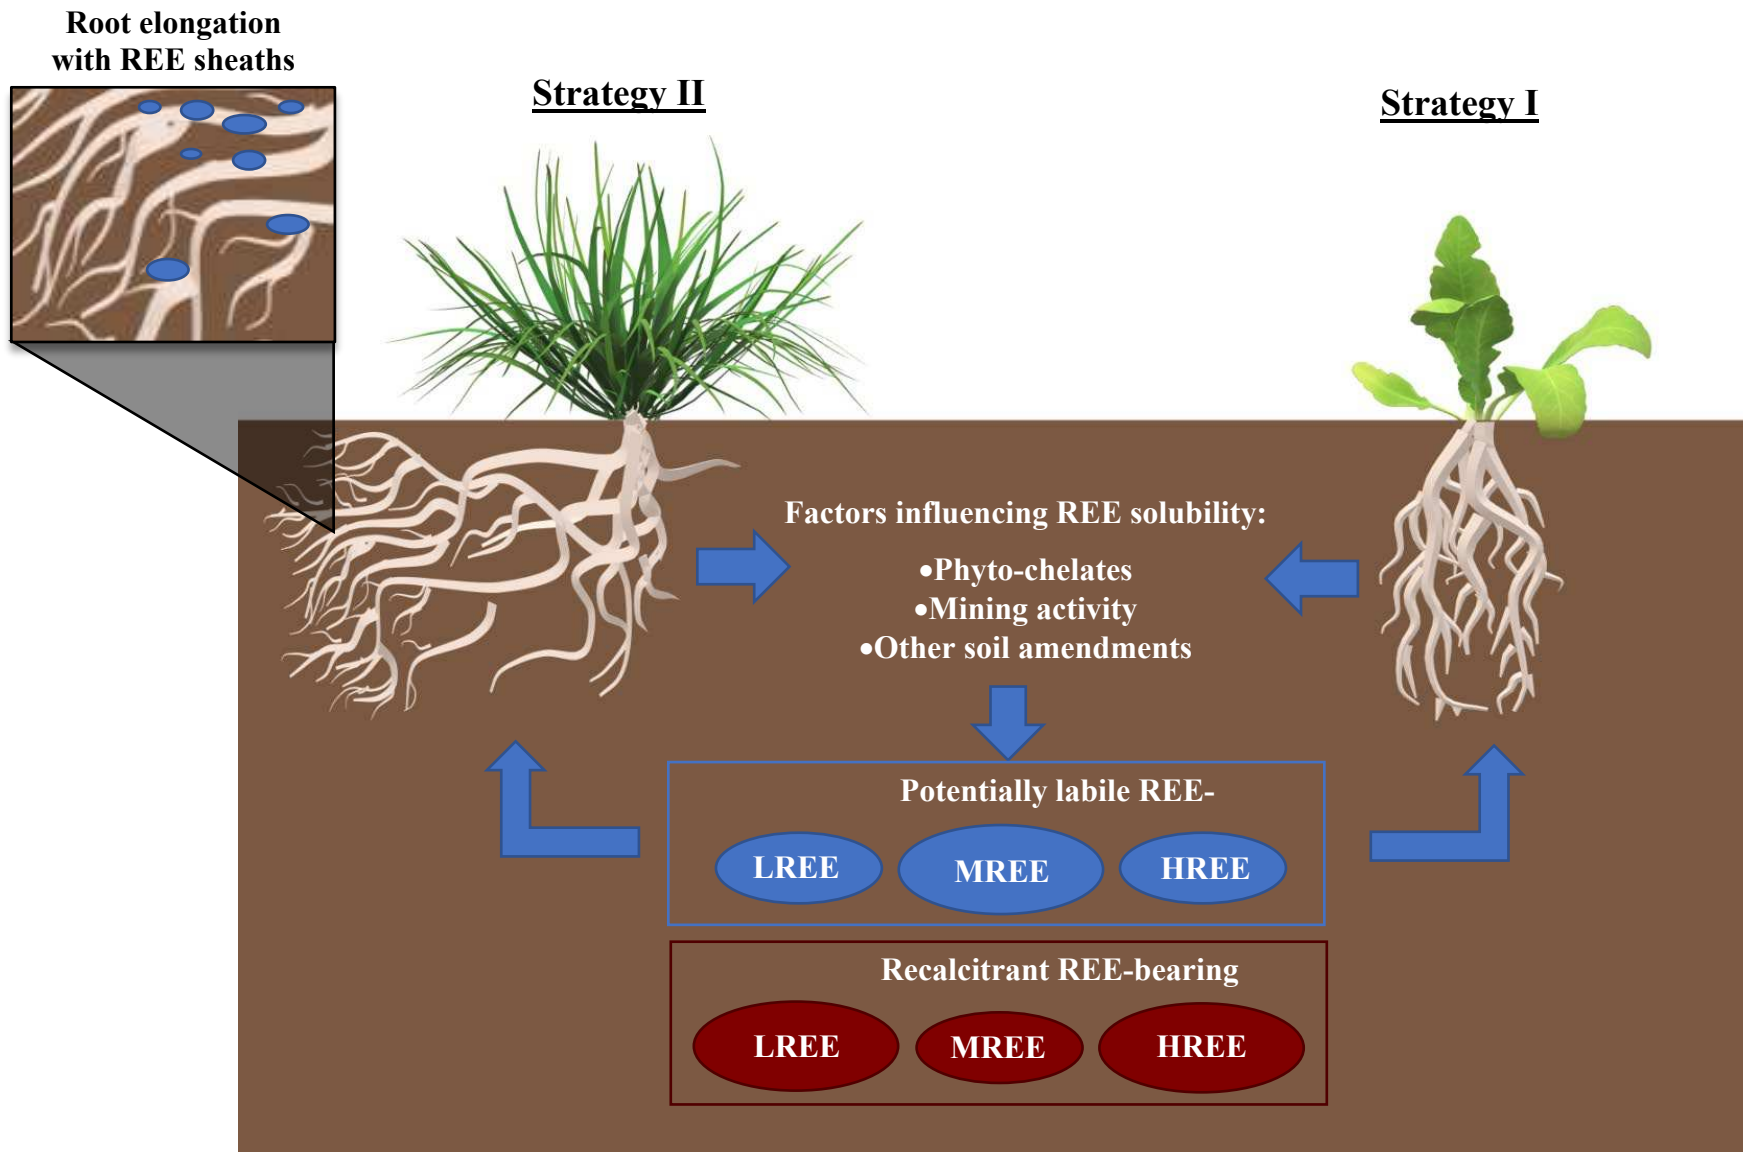 Root elongation
with REE sheaths
Strategy II
Strategy I
Factors influencing REE solubility:
•Phyto-chelates
•Mining activity
•Other soil amendments
Potentially labile REE-
LREE
MREE
HREE
Recalcitrant REE-bearing
LREE
MREE
HREE